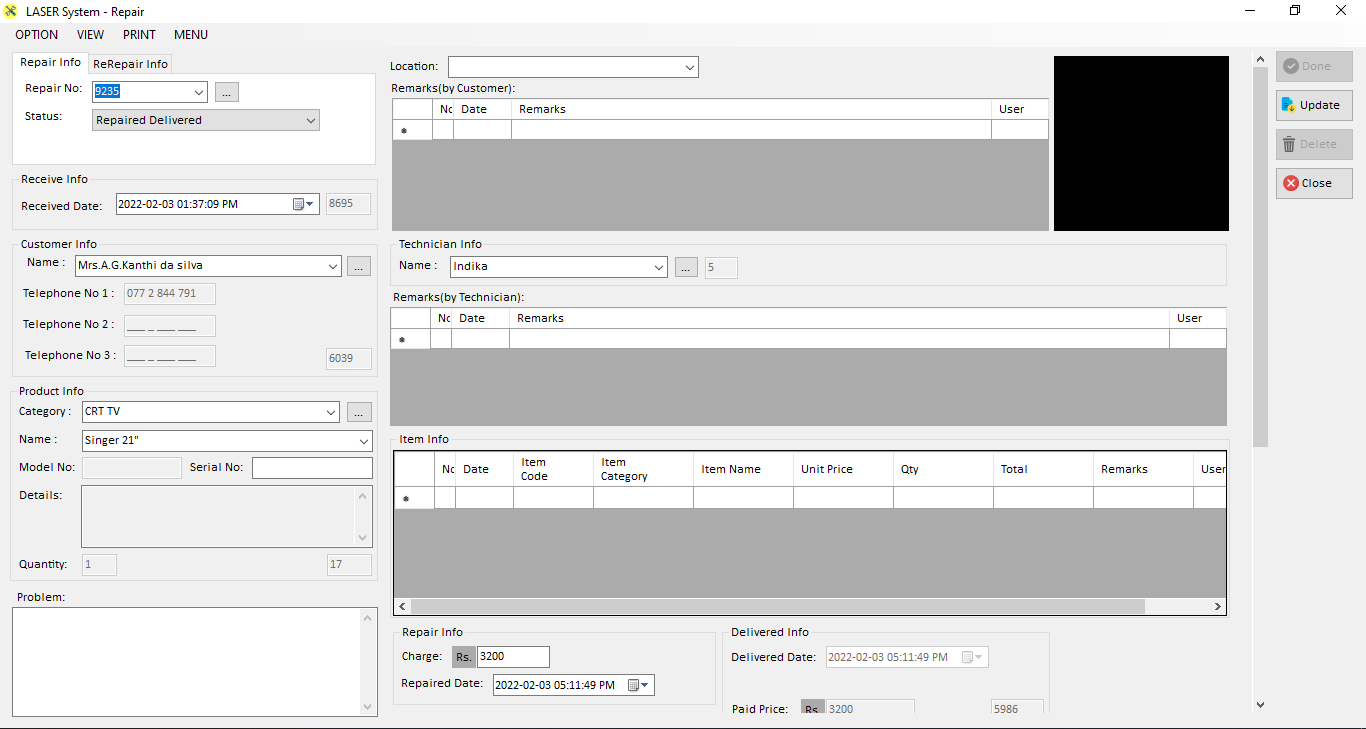 LASER System - Repair
OPTION VIEW PRINT MENU
Repair Info ReRepair Info
Repair No: 9235 ...
Status: Repaired Delivered
Receive Info
Received Date: 2022-02-03 01:37:09 PM 8695
Customer Info
Name : Mrs.A.G.Kanthi da silva ...
Telephone No 1 : 077 2 844 791
Telephone No 2 : ___ _ ___ ___
Telephone No 3 : ___ _ ___ ___ 6039
Product Info
Category : CRT TV ...
Name : Singer 21"
Model No: Serial No:
Details:
Quantity: 1 17
Problem:
Location:
Remarks(by Customer):
Nc Date Remarks User
Technician Info
Name : Indika ... 5
Remarks(by Technician):
Nc Date Remarks User
Item Info
Nc Date Item Code Item Category Item Name Unit Price Qty Total Remarks User
Repair Info
Charge: Rs. 3200
Repaired Date: 2022-02-03 05:11:49 PM
Delivered Info
Delivered Date: 2022-02-03 05:11:49 PM
Paid Price: Rs 3200 5986
Done
Update
Delete
Close